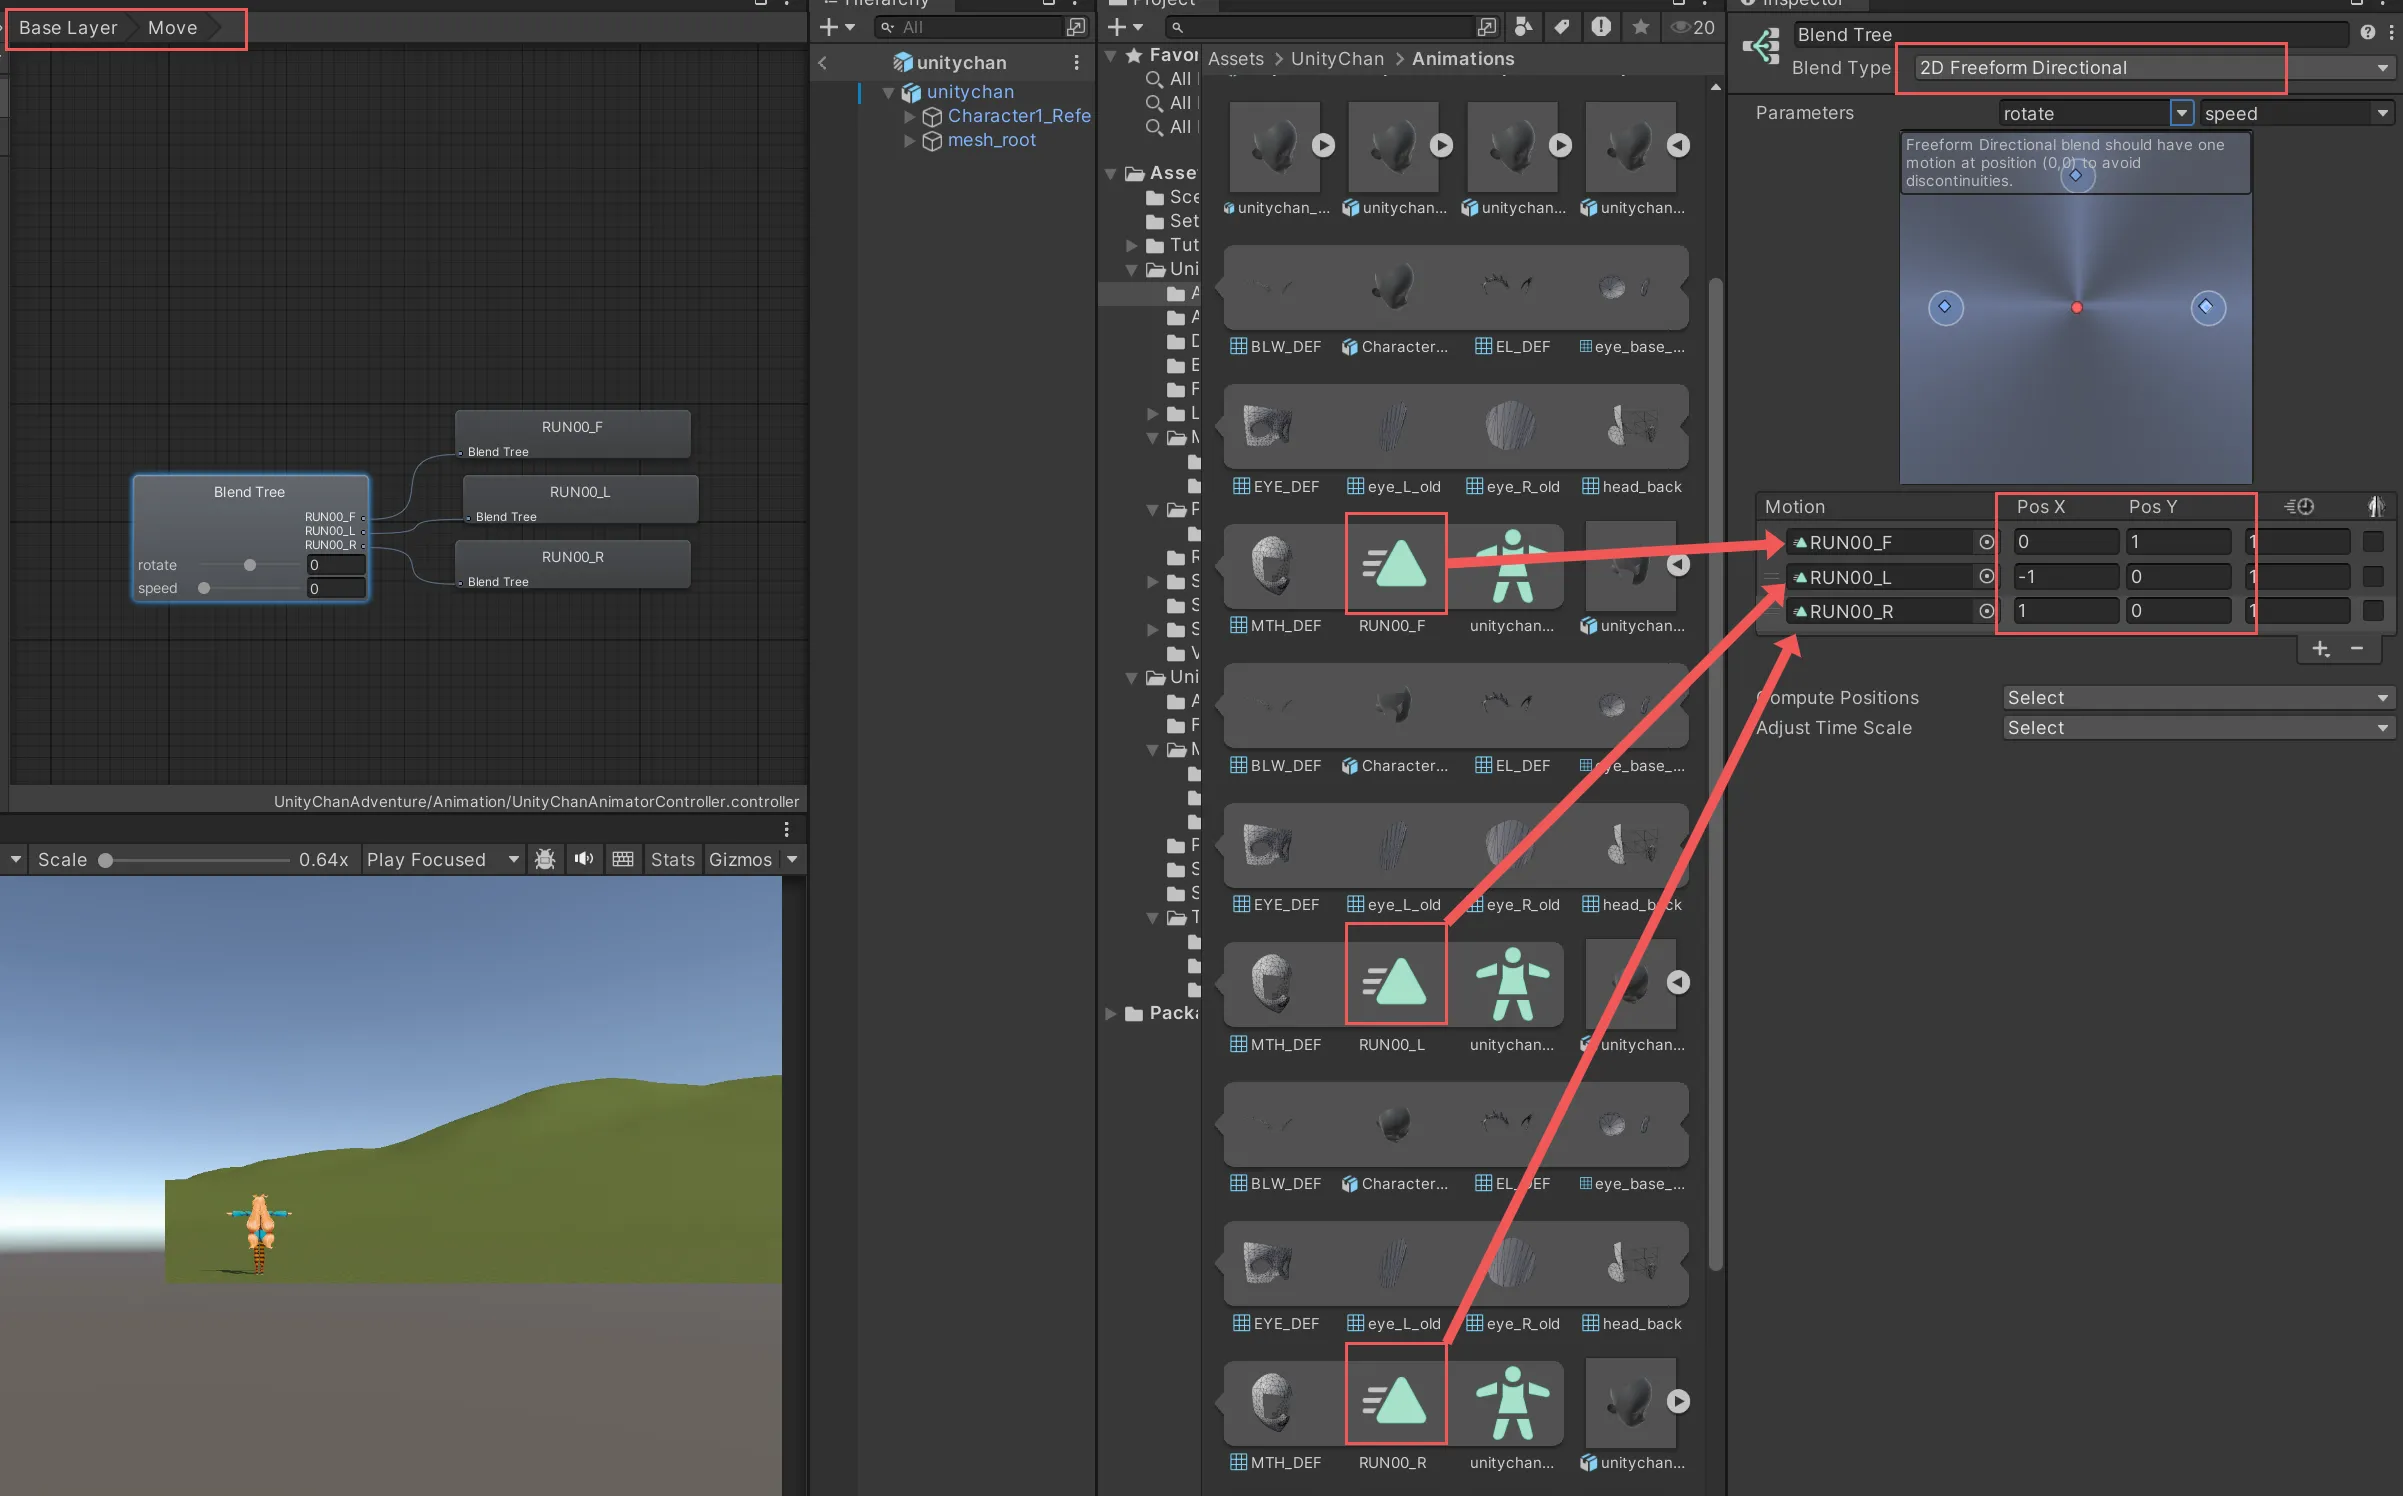 Base Layer
Move
RUN00_F
Blend Tree
RUN00_L
Blend Tree
RUN00_R
Blend Tree
Blend Tree
RUN00_F
RUN00_L
RUN00_R
rotate 0
speed 0
UnityChanAdventure/Animation/UnityChanAnimatorController.controller
Scale 0.64x Play Focused Stats Gizmos
All
unitychan
unitychan
Character1_Refe
mesh_root
20
Favor
All
All
All
Asse
Sce
Set
Tut
Uni
Uni
Packa
Assets > UnityChan > Animations
unitychan_... unitychan... unitychan... unitychan...
BLW_DEF Character... EL_DEF eye_base_...
EYE_DEF eye_L_old eye_R_old head_back
MTH_DEF RUN00_F unitychan... unitychan...
BLW_DEF Character... EL_DEF eye_base_...
EYE_DEF eye_L_old eye_R_old head_back
MTH_DEF RUN00_L unitychan... unitychan...
BLW_DEF Character... EL_DEF eye_base_...
EYE_DEF eye_L_old eye_R_old head_back
MTH_DEF RUN00_R unitychan... unitychan...
Inspector
Blend Tree
Blend Type 2D Freeform Directional
Parameters rotate speed
Freeform Directional blend should have one
motion at position (0,0) to avoid
discontinuities.
Motion Pos X Pos Y
RUN00_F 0 1 1
RUN00_L -1 0 1
RUN00_R 1 0 1
Compute Positions Select
Adjust Time Scale Select